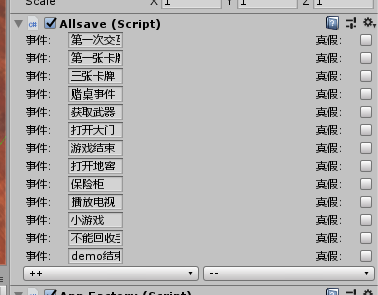 Scale X 1 Y 1 Z 1
Allsave (Script)
事件: 第一次交互 真假:
事件: 第一张卡牌 真假:
事件: 三张卡牌 真假:
事件: 赌桌事件 真假:
事件: 获取武器 真假:
事件: 打开大门 真假:
事件: 游戏结束 真假:
事件: 打开地窖 真假:
事件: 保险柜 真假:
事件: 播放电视 真假:
事件: 小游戏 真假:
事件: 不能回收 真假:
事件: demo结束 真假:
++ --
App Factory (Script)